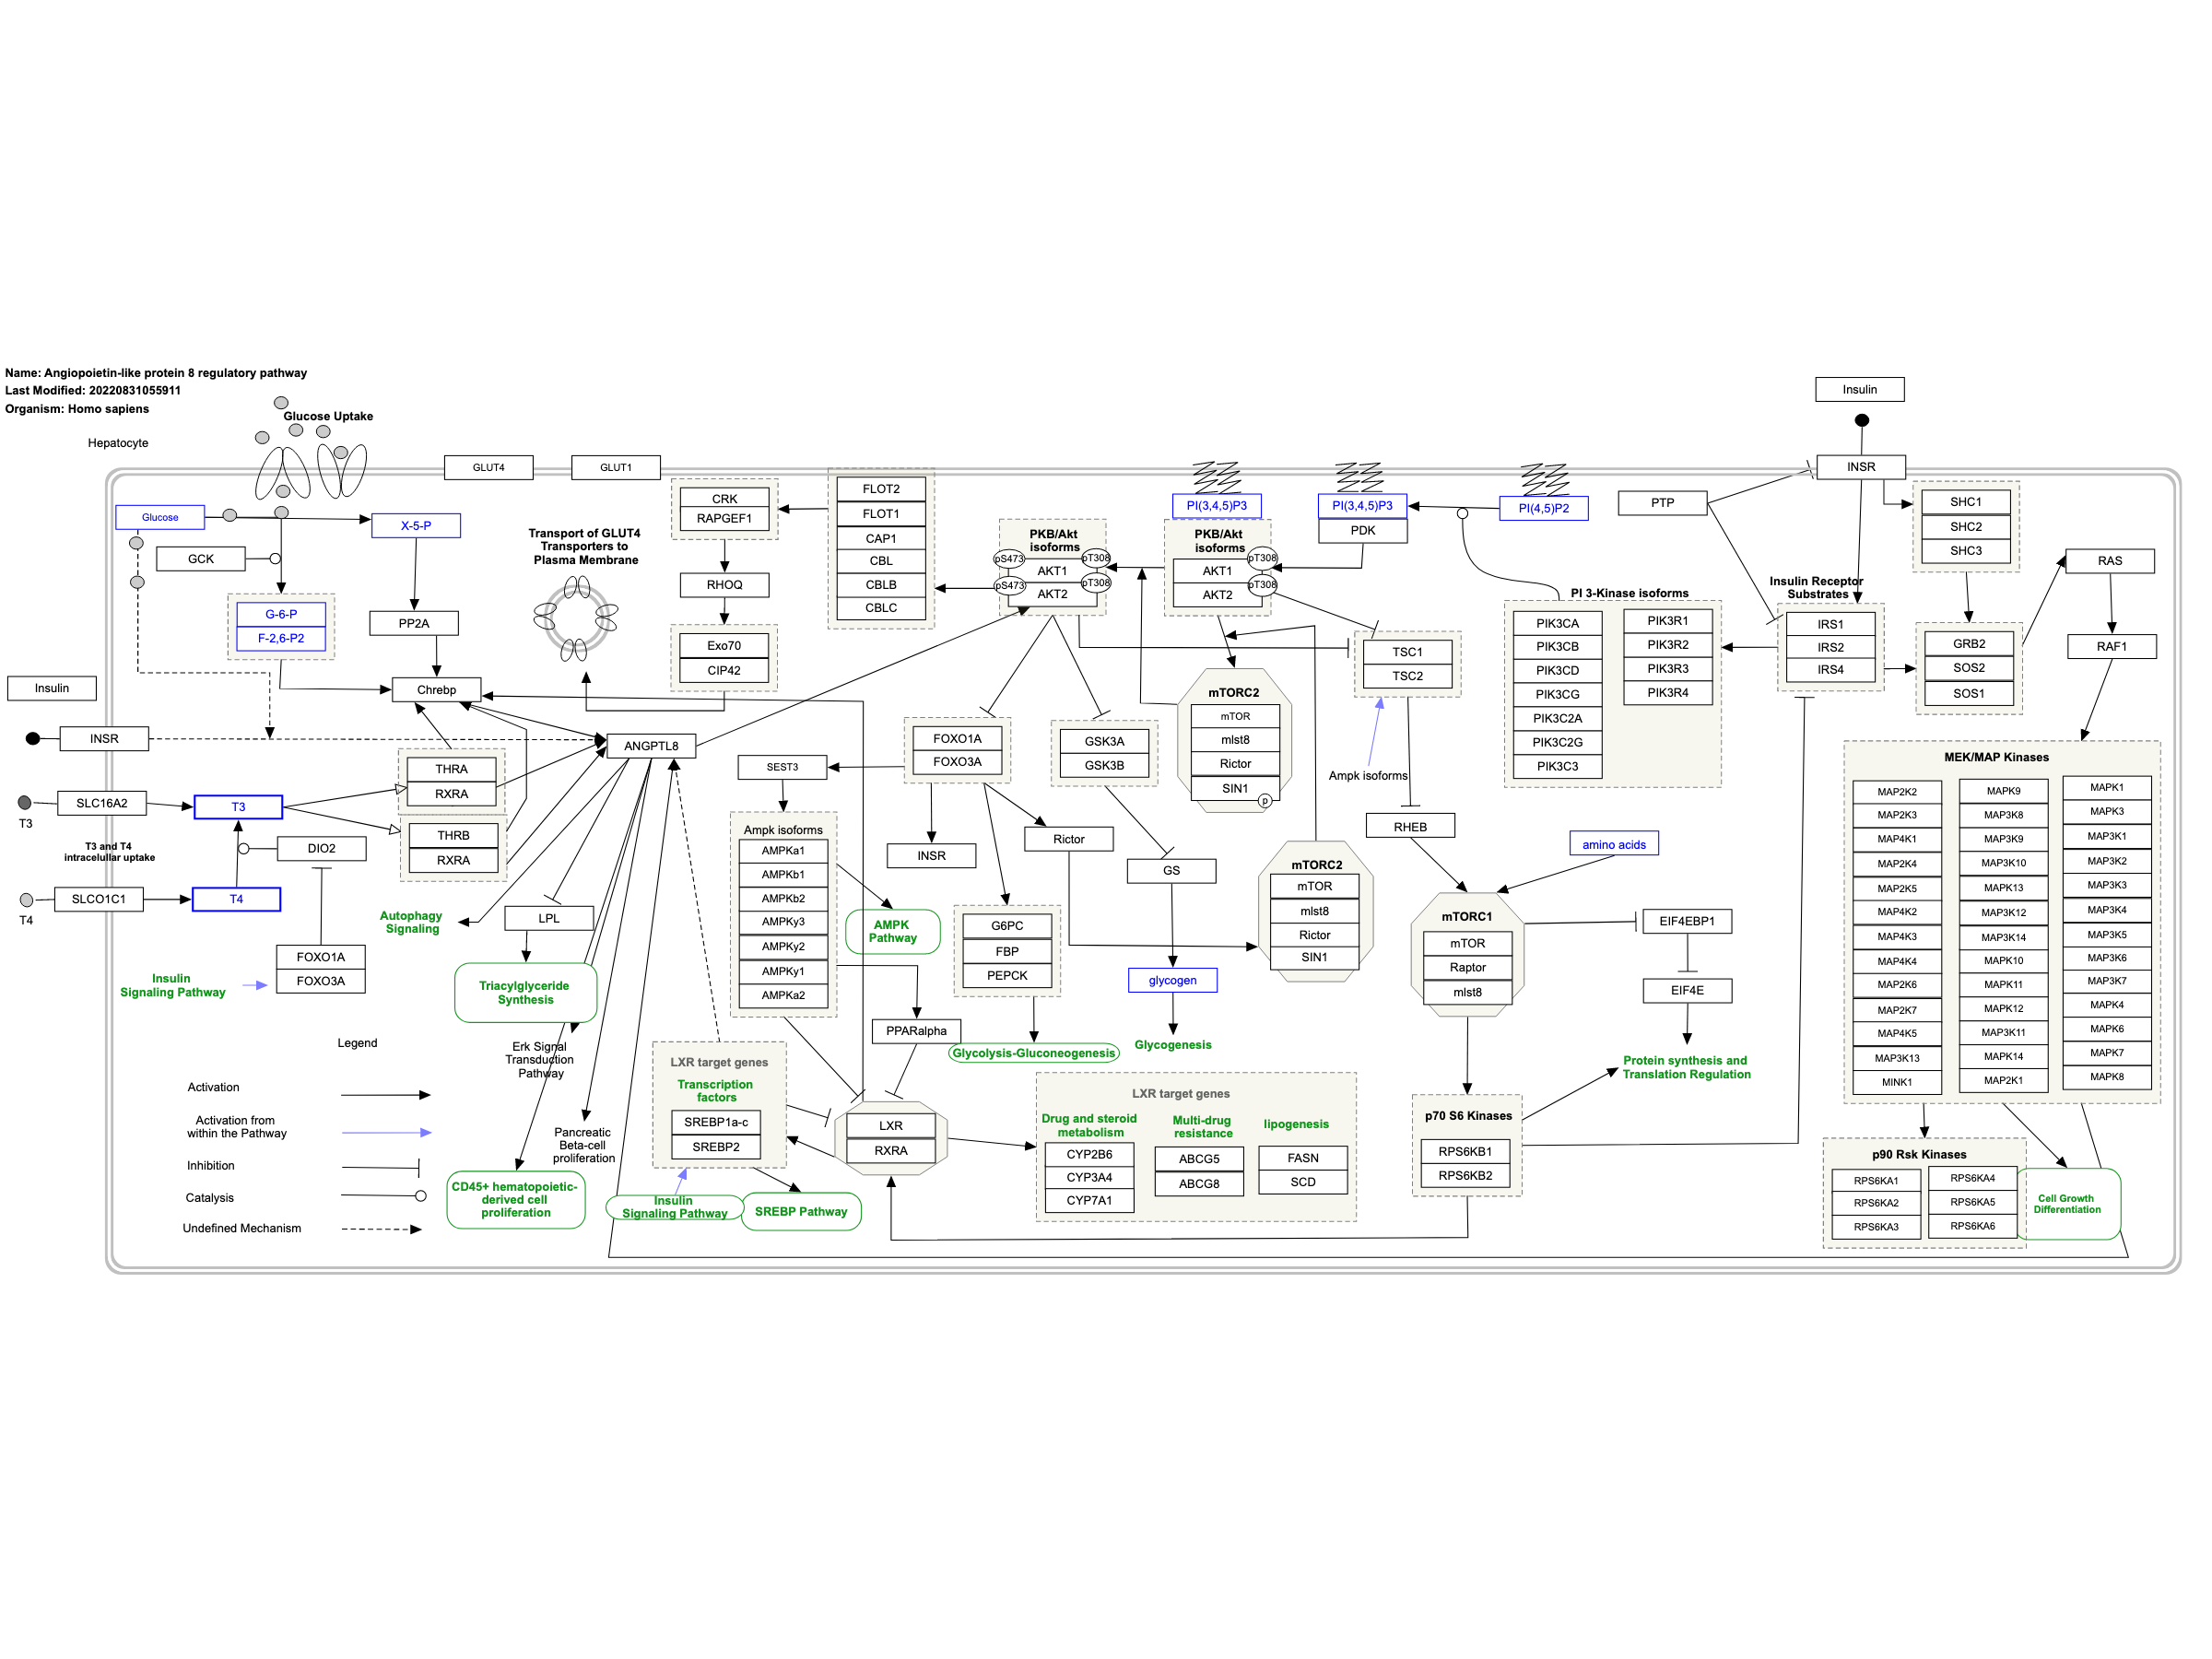 Name: Angiopoietin-like protein 8 regulatory pathway
Last Modified: 20220831055911
Organism: Homo sapiens
Hepatocyte
Glucose Uptake
GLUT4
GLUT1
Insulin
INSR
Glucose
X-5-P
GCK
G-6-P
F-2,6-P2
PP2A
Chrebp
Insulin
INSR
SLC16A2
T3
T3
T3 and T4
intracelullar uptake
SLCO1C1
T4
T4
DIO2
FOXO1A
FOXO3A
Insulin
Signaling Pathway
THRA
RXRA
THRB
RXRA
Transport of GLUT4
Transporters to
Plasma Membrane
CRK
RAPGEF1
RHOQ
Exo70
CIP42
FLOT2
FLOT1
CAP1
CBL
CBLB
CBLC
ANGPTL8
Autophagy
Signaling
LPL
Triacylglyceride
Synthesis
Erk Signal
Transduction
Pathway
Pancreatic
Beta-cell
proliferation
CD45+ hematopoietic-
derived cell
proliferation
Legend
Activation
Activation from
within the Pathway
Inhibition
Catalysis
Undefined Mechanism
PKB/Akt
isoforms
pS473
pT308
AKT1
pS473
pT308
AKT2
PI(3,4,5)P3
PKB/Akt
isoforms
pT308
AKT1
pT308
AKT2
PI(3,4,5)P3
PDK
PI(4,5)P2
PTP
PI 3-Kinase isoforms
PIK3CA
PIK3CB
PIK3CD
PIK3CG
PIK3C2A
PIK3C2G
PIK3C3
PIK3R1
PIK3R2
PIK3R3
PIK3R4
Insulin Receptor
Substrates
IRS1
IRS2
IRS4
SHC1
SHC2
SHC3
GRB2
SOS2
SOS1
RAS
RAF1
TSC1
TSC2
Ampk isoforms
mTORC2
mTOR
mlst8
Rictor
SIN1
p
FOXO1A
FOXO3A
GSK3A
GSK3B
SEST3
Ampk isoforms
AMPKa1
AMPKb1
AMPKb2
AMPKy3
AMPKy2
AMPKy1
AMPKa2
INSR
Rictor
GS
AMPK
Pathway
G6PC
FBP
PEPCK
glycogen
Glycogenesis
Glycolysis-Gluconeogenesis
PPARalpha
mTORC2
mTOR
mlst8
Rictor
SIN1
RHEB
amino acids
mTORC1
mTOR
Raptor
mlst8
EIF4EBP1
EIF4E
Protein synthesis and
Translation Regulation
p70 S6 Kinases
RPS6KB1
RPS6KB2
LXR target genes
Transcription
factors
SREBP1a-c
SREBP2
Insulin
Signaling Pathway
SREBP Pathway
LXR
RXRA
LXR target genes
Drug and steroid
metabolism
CYP2B6
CYP3A4
CYP7A1
Multi-drug
resistance
ABCG5
ABCG8
lipogenesis
FASN
SCD
MEK/MAP Kinases
MAP2K2
MAP2K3
MAP4K1
MAP2K4
MAP2K5
MAP4K2
MAP4K3
MAP4K4
MAP2K6
MAP2K7
MAP4K5
MAP3K13
MINK1
MAPK9
MAP3K8
MAP3K9
MAP3K10
MAPK13
MAP3K12
MAP3K14
MAPK10
MAPK11
MAPK12
MAP3K11
MAPK14
MAP2K1
MAPK1
MAPK3
MAP3K1
MAP3K2
MAP3K3
MAP3K4
MAP3K5
MAP3K6
MAP3K7
MAPK4
MAPK6
MAPK7
MAPK8
p90 Rsk Kinases
RPS6KA1
RPS6KA2
RPS6KA3
RPS6KA4
RPS6KA5
RPS6KA6
Cell Growth
Differentiation